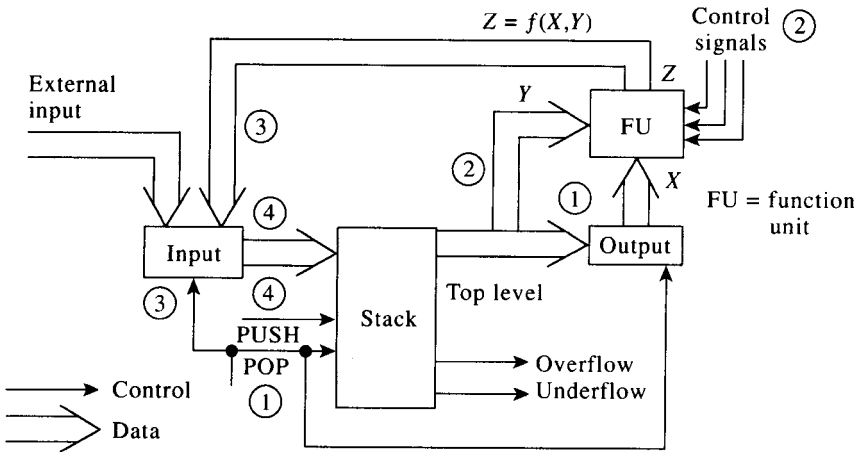 Z = f(X,Y)
Control
signals
2
External
input
Z
Y
FU
3
2
X
1
FU = function
unit
4
Input
Output
3
4
Stack
Top level
PUSH
POP
1
Overflow
Underflow
Control
Data